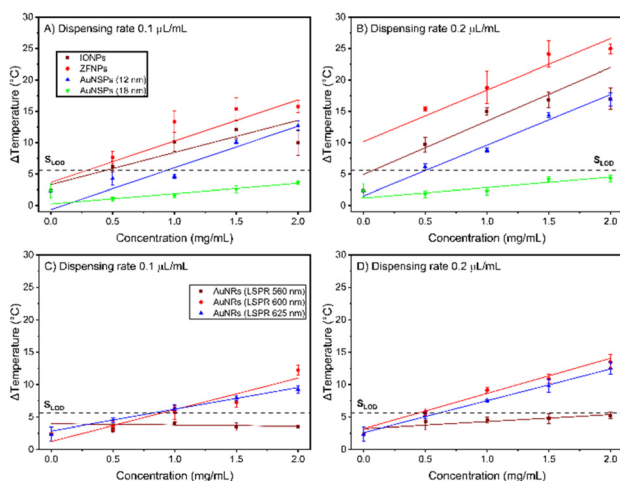 A) Dispensing rate 0.1 µL/mL
IONPs
ZFNPs
AuNSPs (12 nm)
AuNSPs (18 nm)
S_LOD
ΔTemperature (°C)
30
25
20
15
10
5
0
0.0 0.5 1.0 1.5 2.0
Concentration (mg/mL)
B) Dispensing rate 0.2 µL/mL
S_LOD
ΔTemperature (°C)
30
25
20
15
10
5
0
0.0 0.5 1.0 1.5 2.0
Concentration (mg/mL)
C) Dispensing rate 0.1 µL/mL
AuNRs (LSPR 560 nm)
AuNRs (LSPR 600 nm)
AuNRs (LSPR 625 nm)
S_LOD
ΔTemperature (°C)
30
25
20
15
10
5
0
0.0 0.5 1.0 1.5 2.0
Concentration (mg/mL)
D) Dispensing rate 0.2 µL/mL
S_LOD
ΔTemperature (°C)
30
25
20
15
10
5
0
0.0 0.5 1.0 1.5 2.0
Concentration (mg/mL)